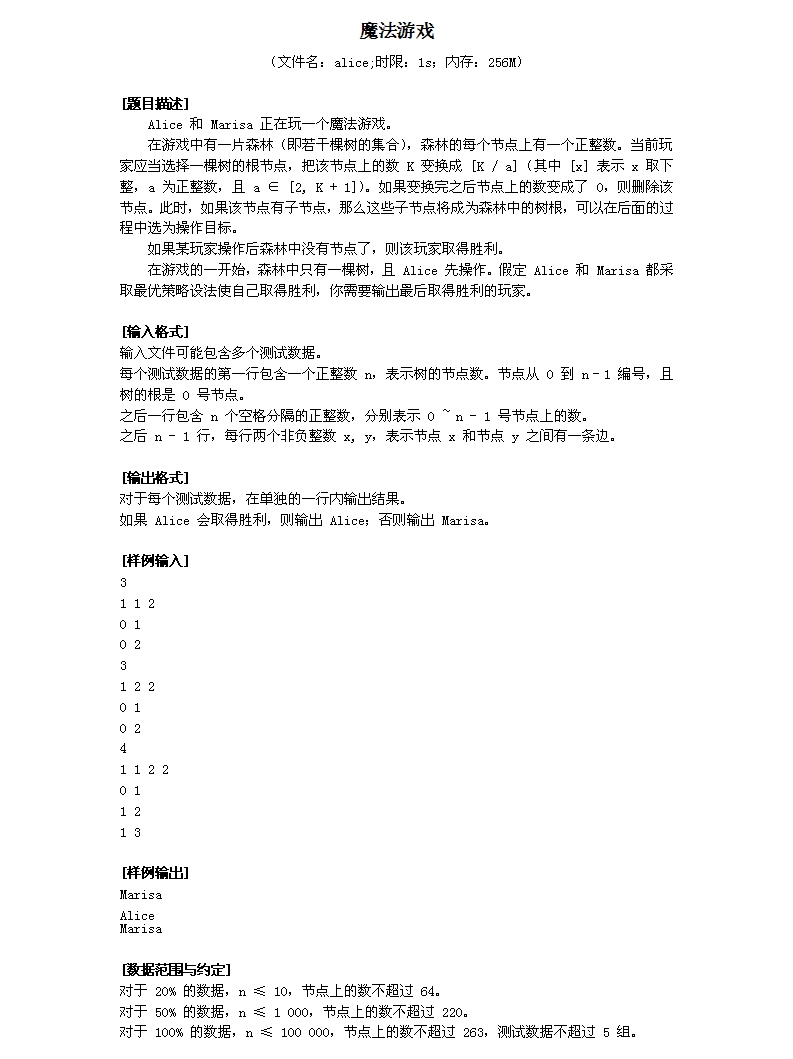 魔法游戏
(文件名：alice;时限：1s；内存：256M)
[题目描述]
Alice 和 Marisa 正在玩一个魔法游戏。
在游戏中有一片森林（即若干棵树的集合），森林的每个节点上有一个正整数。当前玩
家应当选择一棵树的根节点，把该节点上的数 K 变换成 [K / a]（其中 [x] 表示 x 取下
整，a 为正整数，且 a ∈ [2, K + 1]）。如果变换完之后节点上的数变成了 0，则删除该
节点。此时，如果该节点有子节点，那么这些子节点将成为森林中的树根，可以在后面的过
程中选为操作目标。
如果某玩家操作后森林中没有节点了，则该玩家取得胜利。
在游戏的一开始，森林中只有一棵树，且 Alice 先操作。假定 Alice 和 Marisa 都采
取最优策略设法使自己取得胜利，你需要输出最后取得胜利的玩家。
[输入格式]
输入文件可能包含多个测试数据。
每个测试数据的第一行包含一个正整数 n，表示树的节点数。节点从 0 到 n-1 编号，且
树的根是 0 号节点。
之后一行包含 n 个空格分隔的正整数，分别表示 0 ~ n - 1 号节点上的数。
之后 n - 1 行，每行两个非负整数 x, y，表示节点 x 和节点 y 之间有一条边。
[输出格式]
对于每个测试数据，在单独的一行内输出结果。
如果 Alice 会取得胜利，则输出 Alice；否则输出 Marisa。
[样例输入]
3
1 1 2
0 1
0 2
3
1 2 2
0 1
0 2
4
1 1 2 2
0 1
1 2
1 3
[样例输出]
Marisa
Alice
Marisa
[数据范围与约定]
对于 20% 的数据，n ≤ 10，节点上的数不超过 64。
对于 50% 的数据，n ≤ 1 000，节点上的数不超过 220。
对于 100% 的数据，n ≤ 100 000，节点上的数不超过 263，测试数据不超过 5 组。